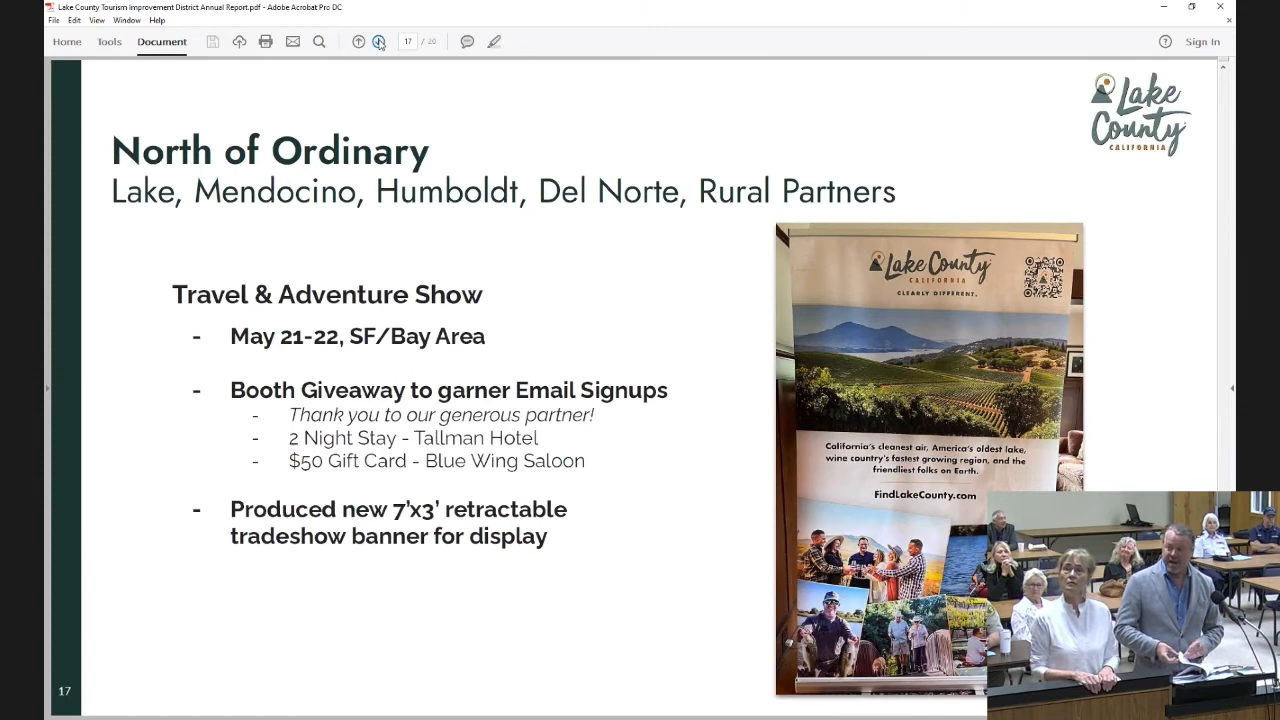 Lake County Tourism Improvement District Annual Report.pdf - Adobe Acrobat Pro DC
File Edit View Window Help
Home Tools Document 17 / 20 Sign In
Lake
County
CALIFORNIA
North of Ordinary
Lake, Mendocino, Humboldt, Del Norte, Rural Partners
Travel & Adventure Show
- May 21-22, SF/Bay Area
- Booth Giveaway to garner Email Signups
- Thank you to our generous partner!
- 2 Night Stay - Tallman Hotel
- $50 Gift Card - Blue Wing Saloon
- Produced new 7'x3' retractable
tradeshow banner for display
Lake County
CALIFORNIA
CLEARLY DIFFERENT.
California's cleanest air, America's oldest lake,
wine country's fastest growing region, and the
friendliest folks on Earth.
FindLakeCounty.com
17